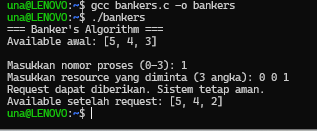 una@LENOVO:~$ gcc bankers.c -o bankers
una@LENOVO:~$ ./bankers
=== Banker's Algorithm ===
Available awal: [5, 4, 3]

Masukkan nomor proses (0-3): 1
Masukkan resource yang diminta (3 angka): 0 0 1
Request dapat diberikan. Sistem tetap aman.
Available setelah request: [5, 4, 2]
una@LENOVO:~$